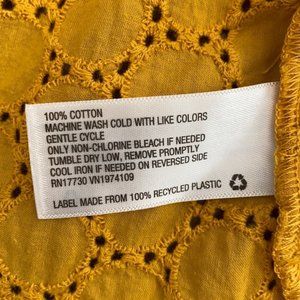 100% COTTON
MACHINE WASH COLD WITH LIKE COLORS
GENTLE CYCLE
ONLY NON-CHLORINE BLEACH IF NEEDED
TUMBLE DRY LOW, REMOVE PROMPTLY
COOL IRON IF NEEDED ON REVERSED SIDE
RN17730 VN1974109
LABEL MADE FROM 100% RECYCLED PLASTIC